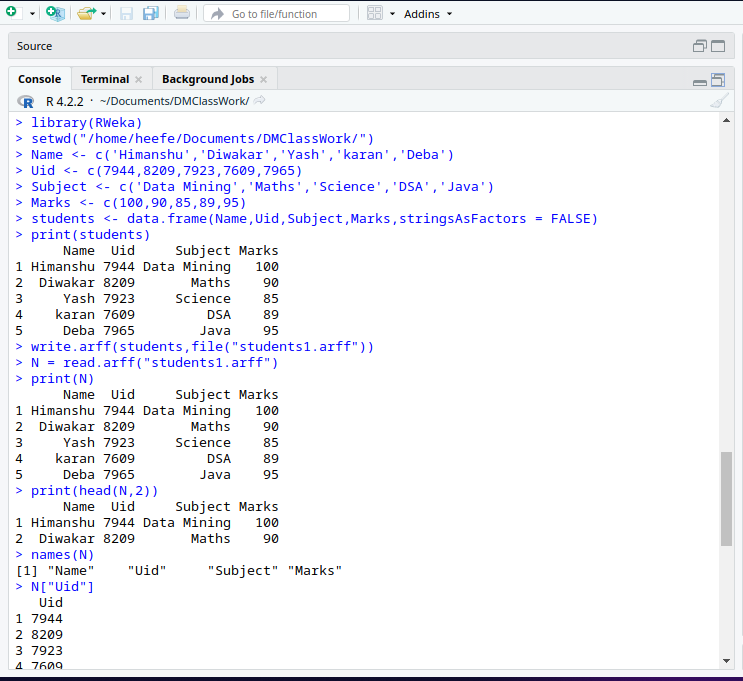 Go to file/function
Addins
Source
Console Terminal Background Jobs
R 4.2.2 · ~/Documents/DMClassWork/
> library(RWeka)
> setwd("/home/heefe/Documents/DMClassWork/")
> Name <- c('Himanshu','Diwakar','Yash','karan','Deba')
> Uid <- c(7944,8209,7923,7609,7965)
> Subject <- c('Data Mining','Maths','Science','DSA','Java')
> Marks <- c(100,90,85,89,95)
> students <- data.frame(Name,Uid,Subject,Marks,stringsAsFactors = FALSE)
> print(students)
      Name  Uid     Subject Marks
1 Himanshu 7944 Data Mining   100
2  Diwakar 8209       Maths    90
3     Yash 7923     Science    85
4    karan 7609         DSA    89
5     Deba 7965        Java    95
> write.arff(students,file("students1.arff"))
> N = read.arff("students1.arff")
> print(N)
      Name  Uid     Subject Marks
1 Himanshu 7944 Data Mining   100
2  Diwakar 8209       Maths    90
3     Yash 7923     Science    85
4    karan 7609         DSA    89
5     Deba 7965        Java    95
> print(head(N,2))
      Name  Uid     Subject Marks
1 Himanshu 7944 Data Mining   100
2  Diwakar 8209       Maths    90
> names(N)
[1] "Name"    "Uid"     "Subject" "Marks"
> N["Uid"]
   Uid
1 7944
2 8209
3 7923
4 7609